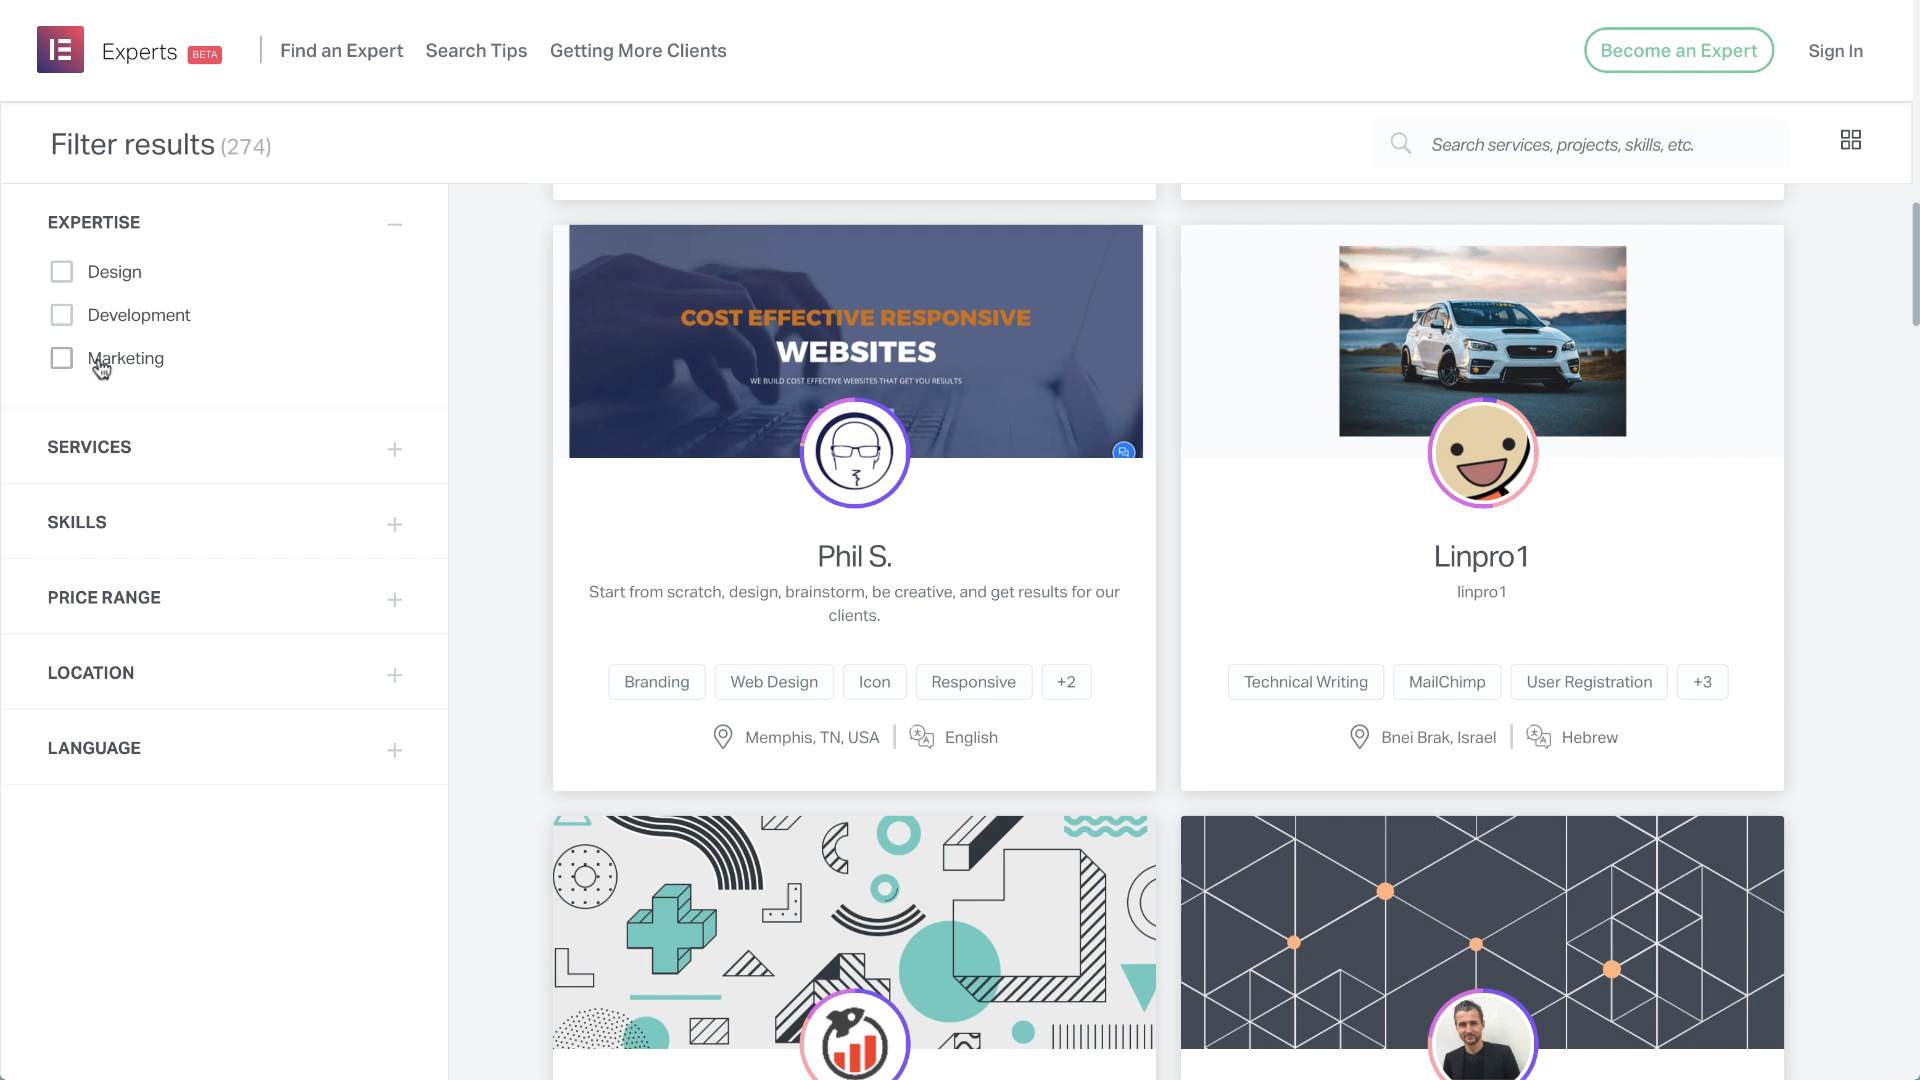 Experts BETA
Find an Expert
Search Tips
Getting More Clients
Become an Expert
Sign In
Filter results (274)
Search services, projects, skills, etc.
EXPERTISE
Design
Development
Marketing
SERVICES
SKILLS
PRICE RANGE
LOCATION
LANGUAGE
COST EFFECTIVE RESPONSIVE
WEBSITES
WE BUILD COST EFFECTIVE WEBSITES THAT GET YOU RESULTS
Phil S.
Start from scratch, design, brainstorm, be creative, and get results for our
clients.
Branding
Web Design
Icon
Responsive
+2
Memphis, TN, USA
English
Linpro1
linpro1
Technical Writing
MailChimp
User Registration
+3
Bnei Brak, Israel
Hebrew